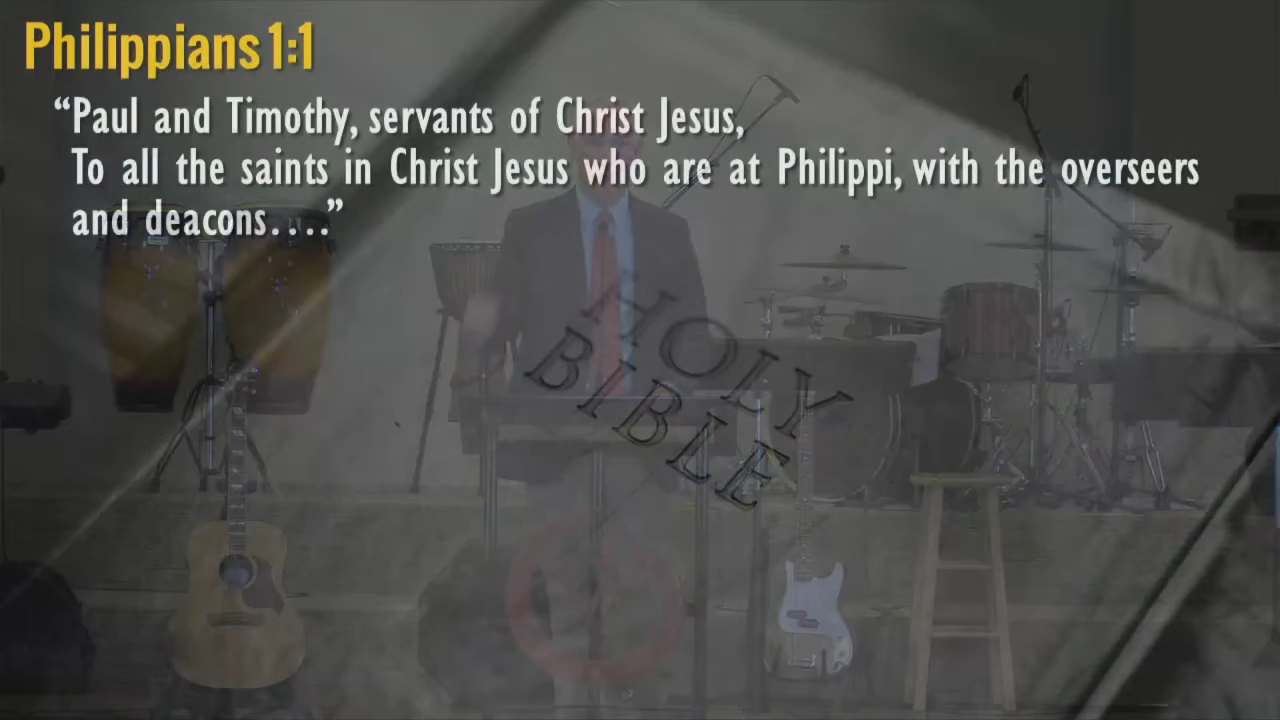 Philippians 1:1
“Paul and Timothy, servants of Christ Jesus,
To all the saints in Christ Jesus who are at Philippi, with the overseers
and deacons….”
HOLY
BIBLE